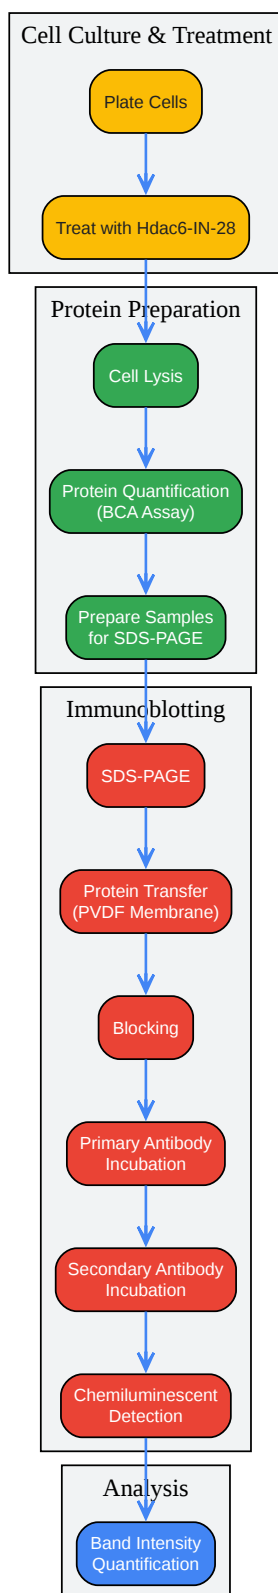 Cell Culture & Treatment
Plate Cells
Treat with Hdac6-IN-28
Protein Preparation
Cell Lysis
Protein Quantification
(BCA Assay)
Prepare Samples
for SDS-PAGE
Immunoblotting
SDS-PAGE
Protein Transfer
(PVDF Membrane)
Blocking
Primary Antibody
Incubation
Secondary Antibody
Incubation
Chemiluminescent
Detection
Analysis
Band Intensity
Quantification